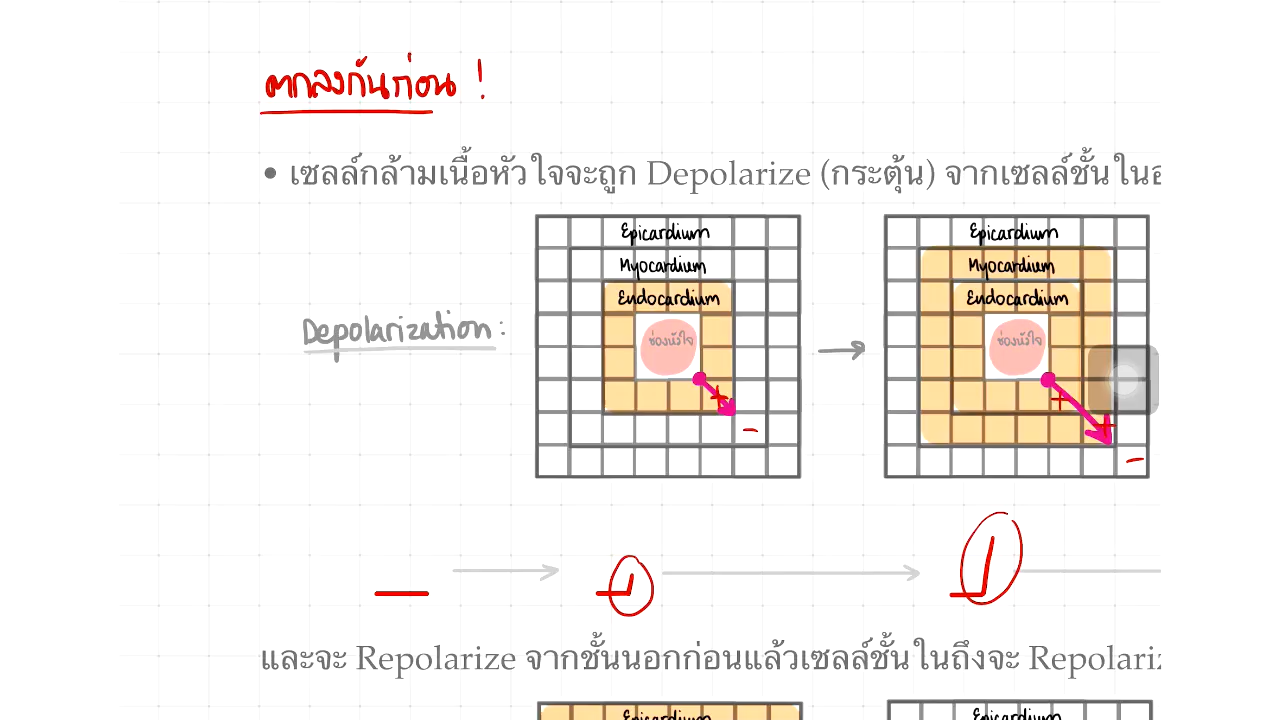 ตกลงกันก่อน !
• เซลล์กล้ามเนื้อหัวใจจะถูก Depolarize (กระตุ้น) จากเซลล์ชั้นใน
Epicardium Epicardium
Myocardium Myocardium
Endocardium Endocardium
Depolarization: ช่องหัวใจ → ช่องหัวใจ
+ +
- +
-
และจะ Repolarize จากชั้นนอกก่อนแล้วเซลล์ชั้นในถึงจะ
Epicardium Epicardium